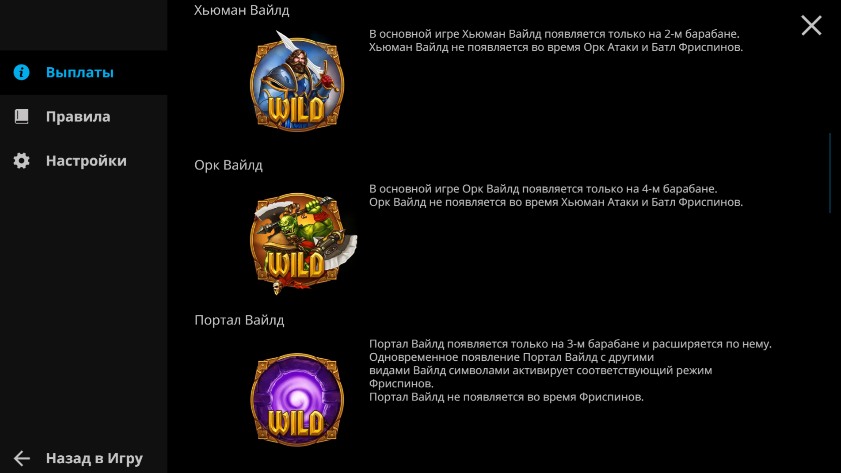 Хьюман Вайлд
В основной игре Хьюман Вайлд появляется только на 2-м барабане.
Хьюман Вайлд не появляется во время Орк Атаки и Батл Фриспинов.
WILD
Выплаты
Правила
Настройки
Орк Вайлд
В основной игре Орк Вайлд появляется только на 4-м барабане.
Орк Вайлд не появляется во время Хьюман Атаки и Батл Фриспинов.
WILD
Портал Вайлд
Портал Вайлд появляется только на 3-м барабане и расширяется по нему.
Одновременное появление Портал Вайлд с другими
видами Вайлд символами активирует соответствующий режим
Фриспинов.
Портал Вайлд не появляется во время Фриспинов.
WILD
Назад в Игру